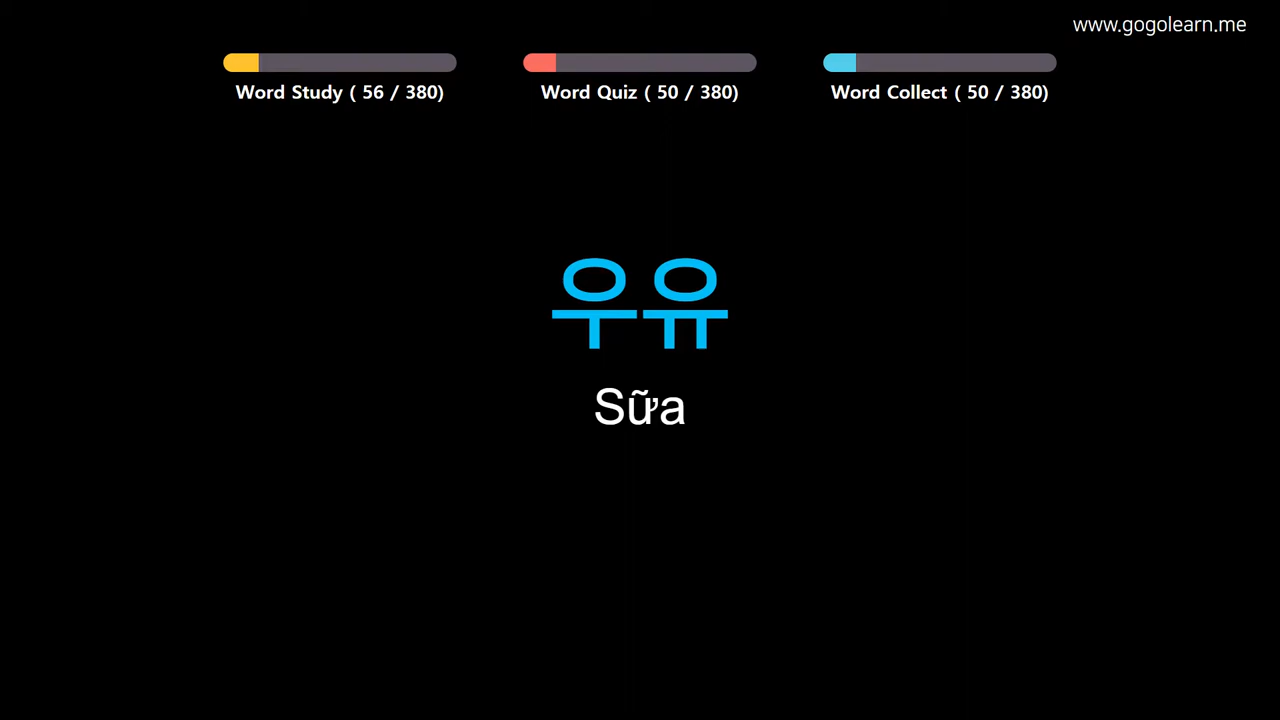 www.gogolearn.me
Word Study ( 56 / 380)
Word Quiz ( 50 / 380)
Word Collect ( 50 / 380)
우유
Sữa